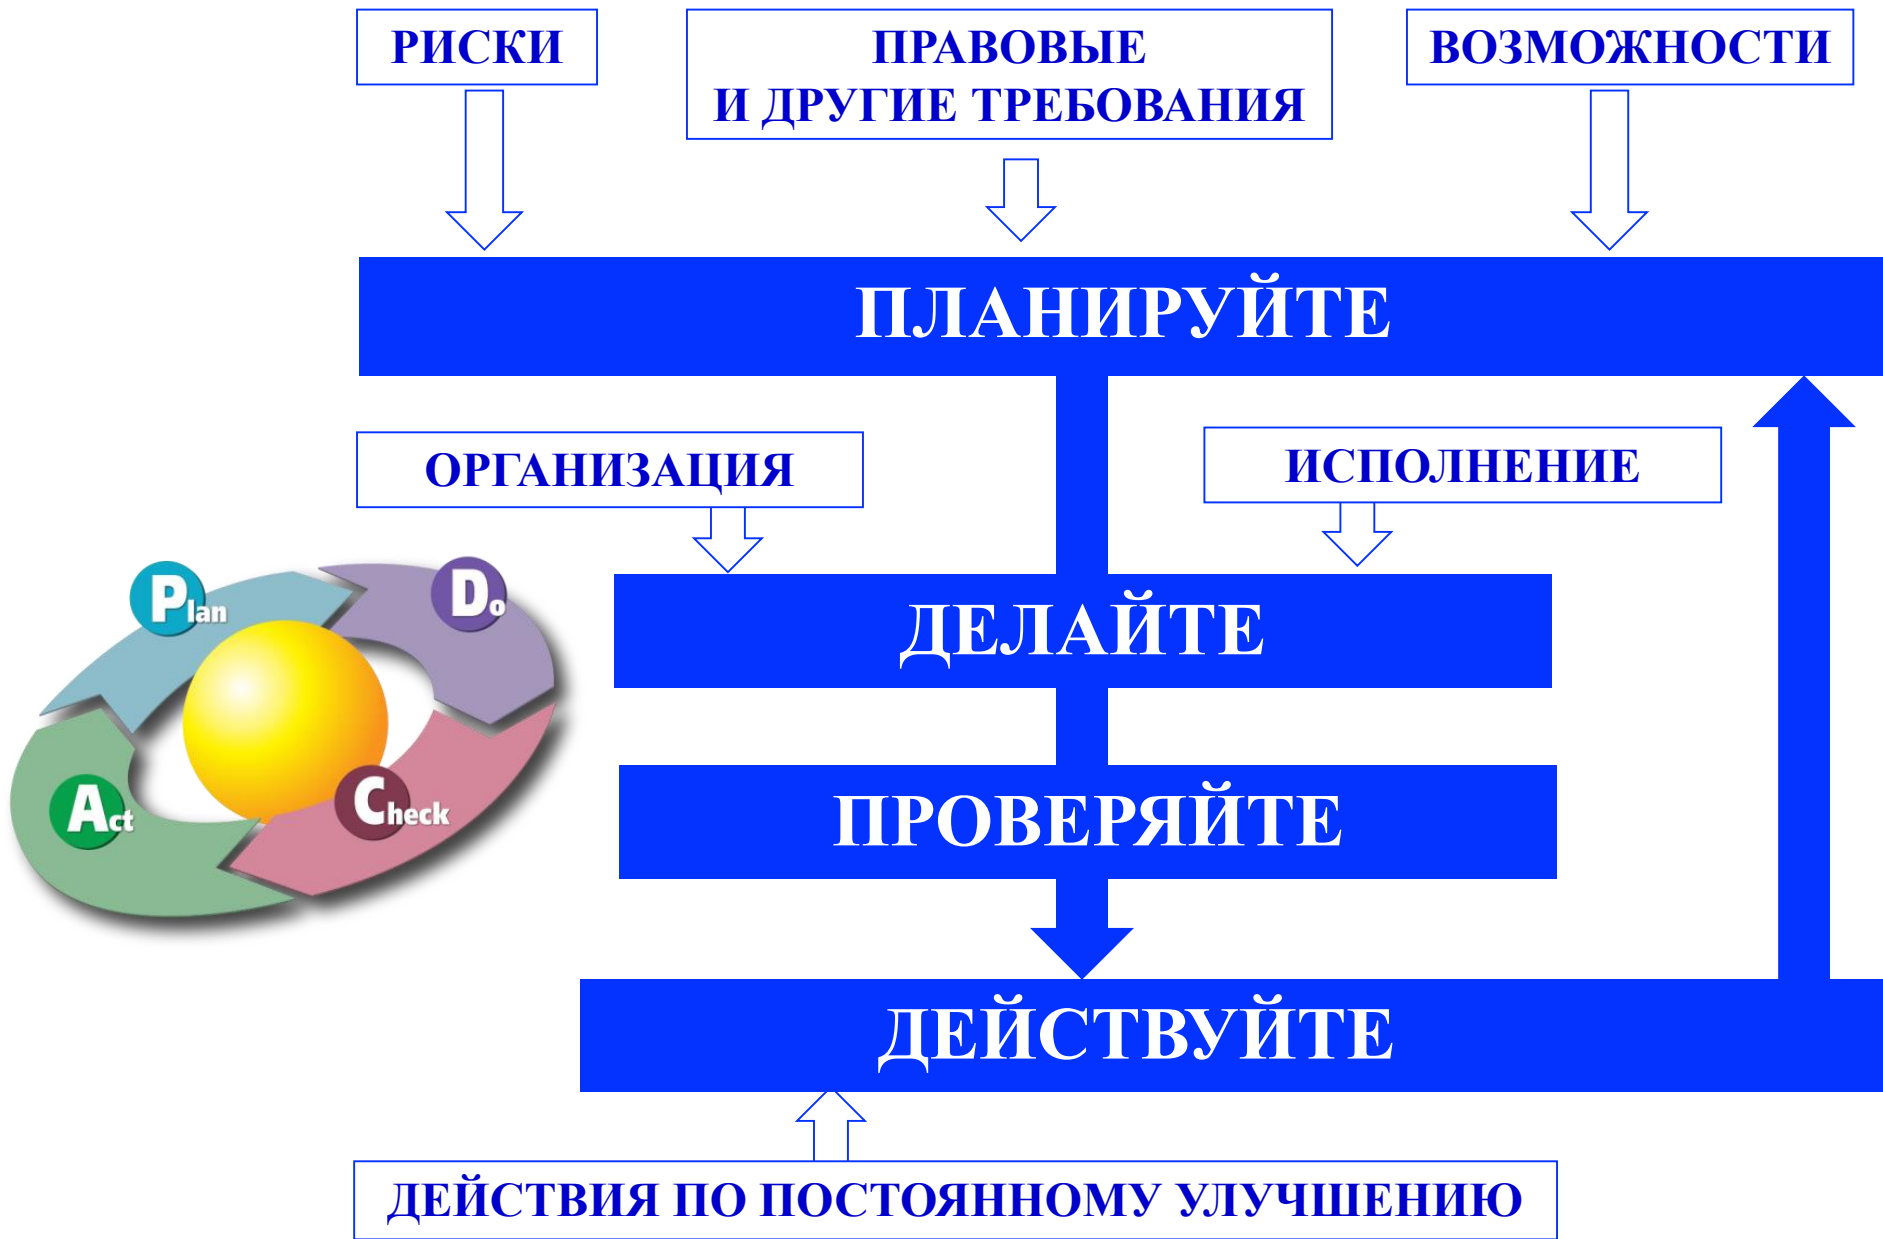 РИСКИ
ПРАВОВЫЕ
И ДРУГИЕ ТРЕБОВАНИЯ
ВОЗМОЖНОСТИ
ПЛАНИРУЙТЕ
ОРГАНИЗАЦИЯ
ИСПОЛНЕНИЕ
Plan
Do
ДЕЛАЙТЕ
Act
Check
ПРОВЕРЯЙТЕ
ДЕЙСТВУЙТЕ
ДЕЙСТВИЯ ПО ПОСТОЯННОМУ УЛУЧШЕНИЮ